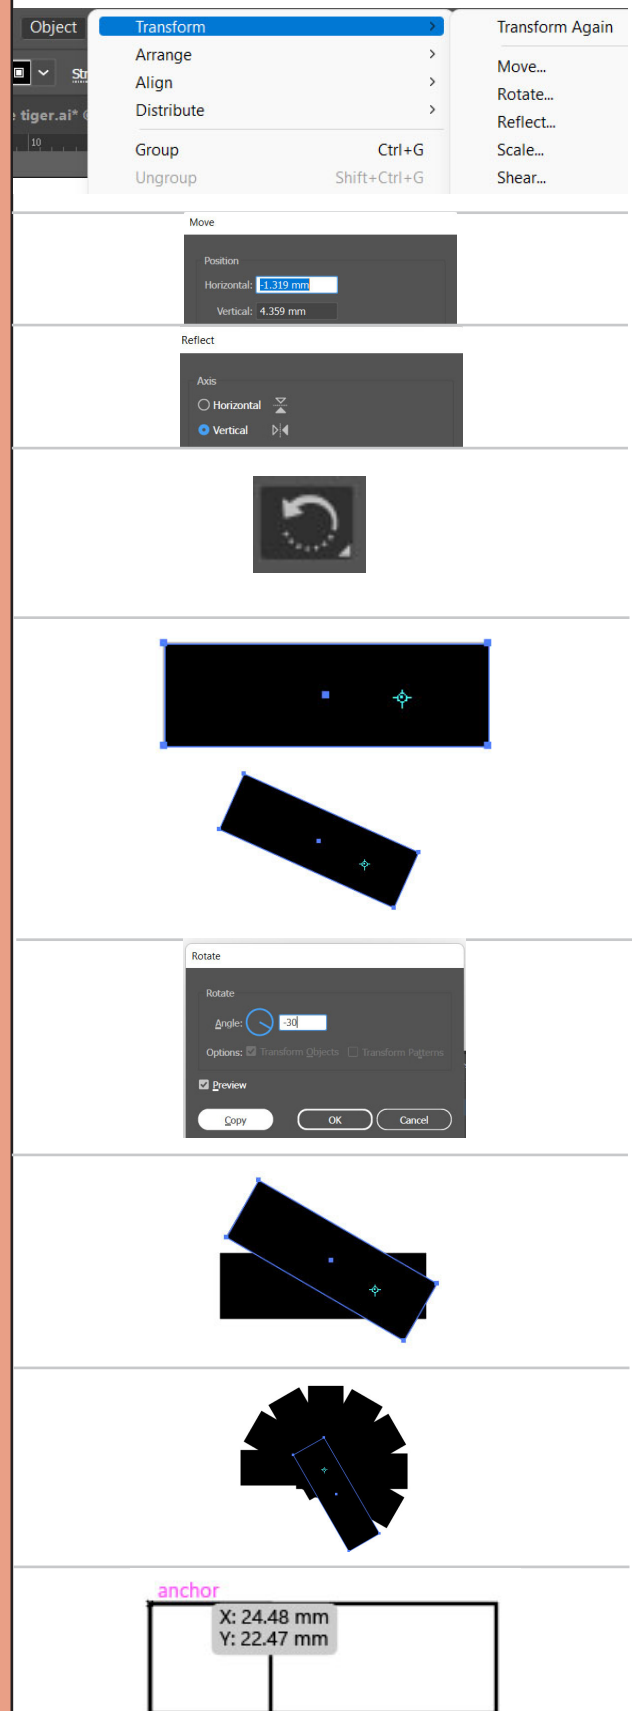 Object
Transform
Transform Again
Arrange
Move...
Align
Rotate...
Distribute
Reflect...
tiger.ai*
10
Group Ctrl+G
Scale...
Ungroup Shift+Ctrl+G
Shear...
Move
Position
Horizontal: -1.319 mm
Vertical: 4.359 mm
Reflect
Axis
Horizontal
Vertical
Rotate
Rotate
Angle: -30
Options: Transform Objects Transform Patterns
Preview
Copy OK Cancel
anchor
X: 24.48 mm
Y: 22.47 mm